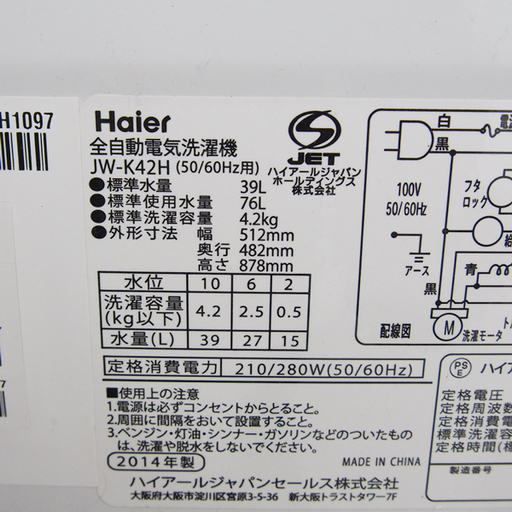 H1097
Haier
JET
全自動電気洗濯機
JW-K42H (50/60Hz用)
ハイアールジャパン
ホールディングス
株式会社
●標準水量 39L
●標準使用水量 76L
●標準洗濯容量 4.2kg
●外形寸法 幅 512mm
奥行 482mm
高さ 878mm
水位 10 6 2
洗濯容量
(kg以下) 4.2 2.5 0.5
水量(L) 39 27 15
定格消費電力 210/280W(50/60Hz)
■使用上の注意
1.電源は必ずコンセントからとること。
2.周囲に間隔をおいて設置すること。
3.ベンジン・灯油・シンナー・ガソリンなどのついたもの
は、洗濯や脱水をしないでください。
2014年製
MADE IN CHINA
ハイアールジャパンセールス株式会社
大阪府大阪市淀川区宮原3-5-36 新大阪トラストタワー7F
白
黒
100V
50/60Hz
フタ
ロック
アース
青
黒
配線図
M
洗濯モータ
PS
E
定格電圧
定格周波数
定格消費
標準洗濯容
定格時間
製造番号